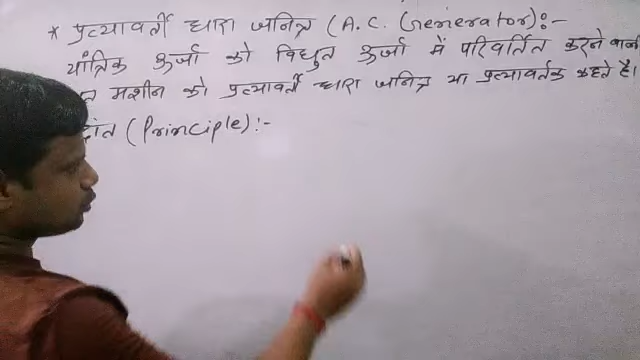 * प्रत्यावर्ती धारा जनित्र (A.C. Generator):-
यांत्रिक ऊर्जा को विधुत ऊर्जा में परिवर्तित करने वाली
मशीन को प्रत्यावर्ती धारा जनित्र या प्रत्यावर्तक कहते है।
(Principle):-